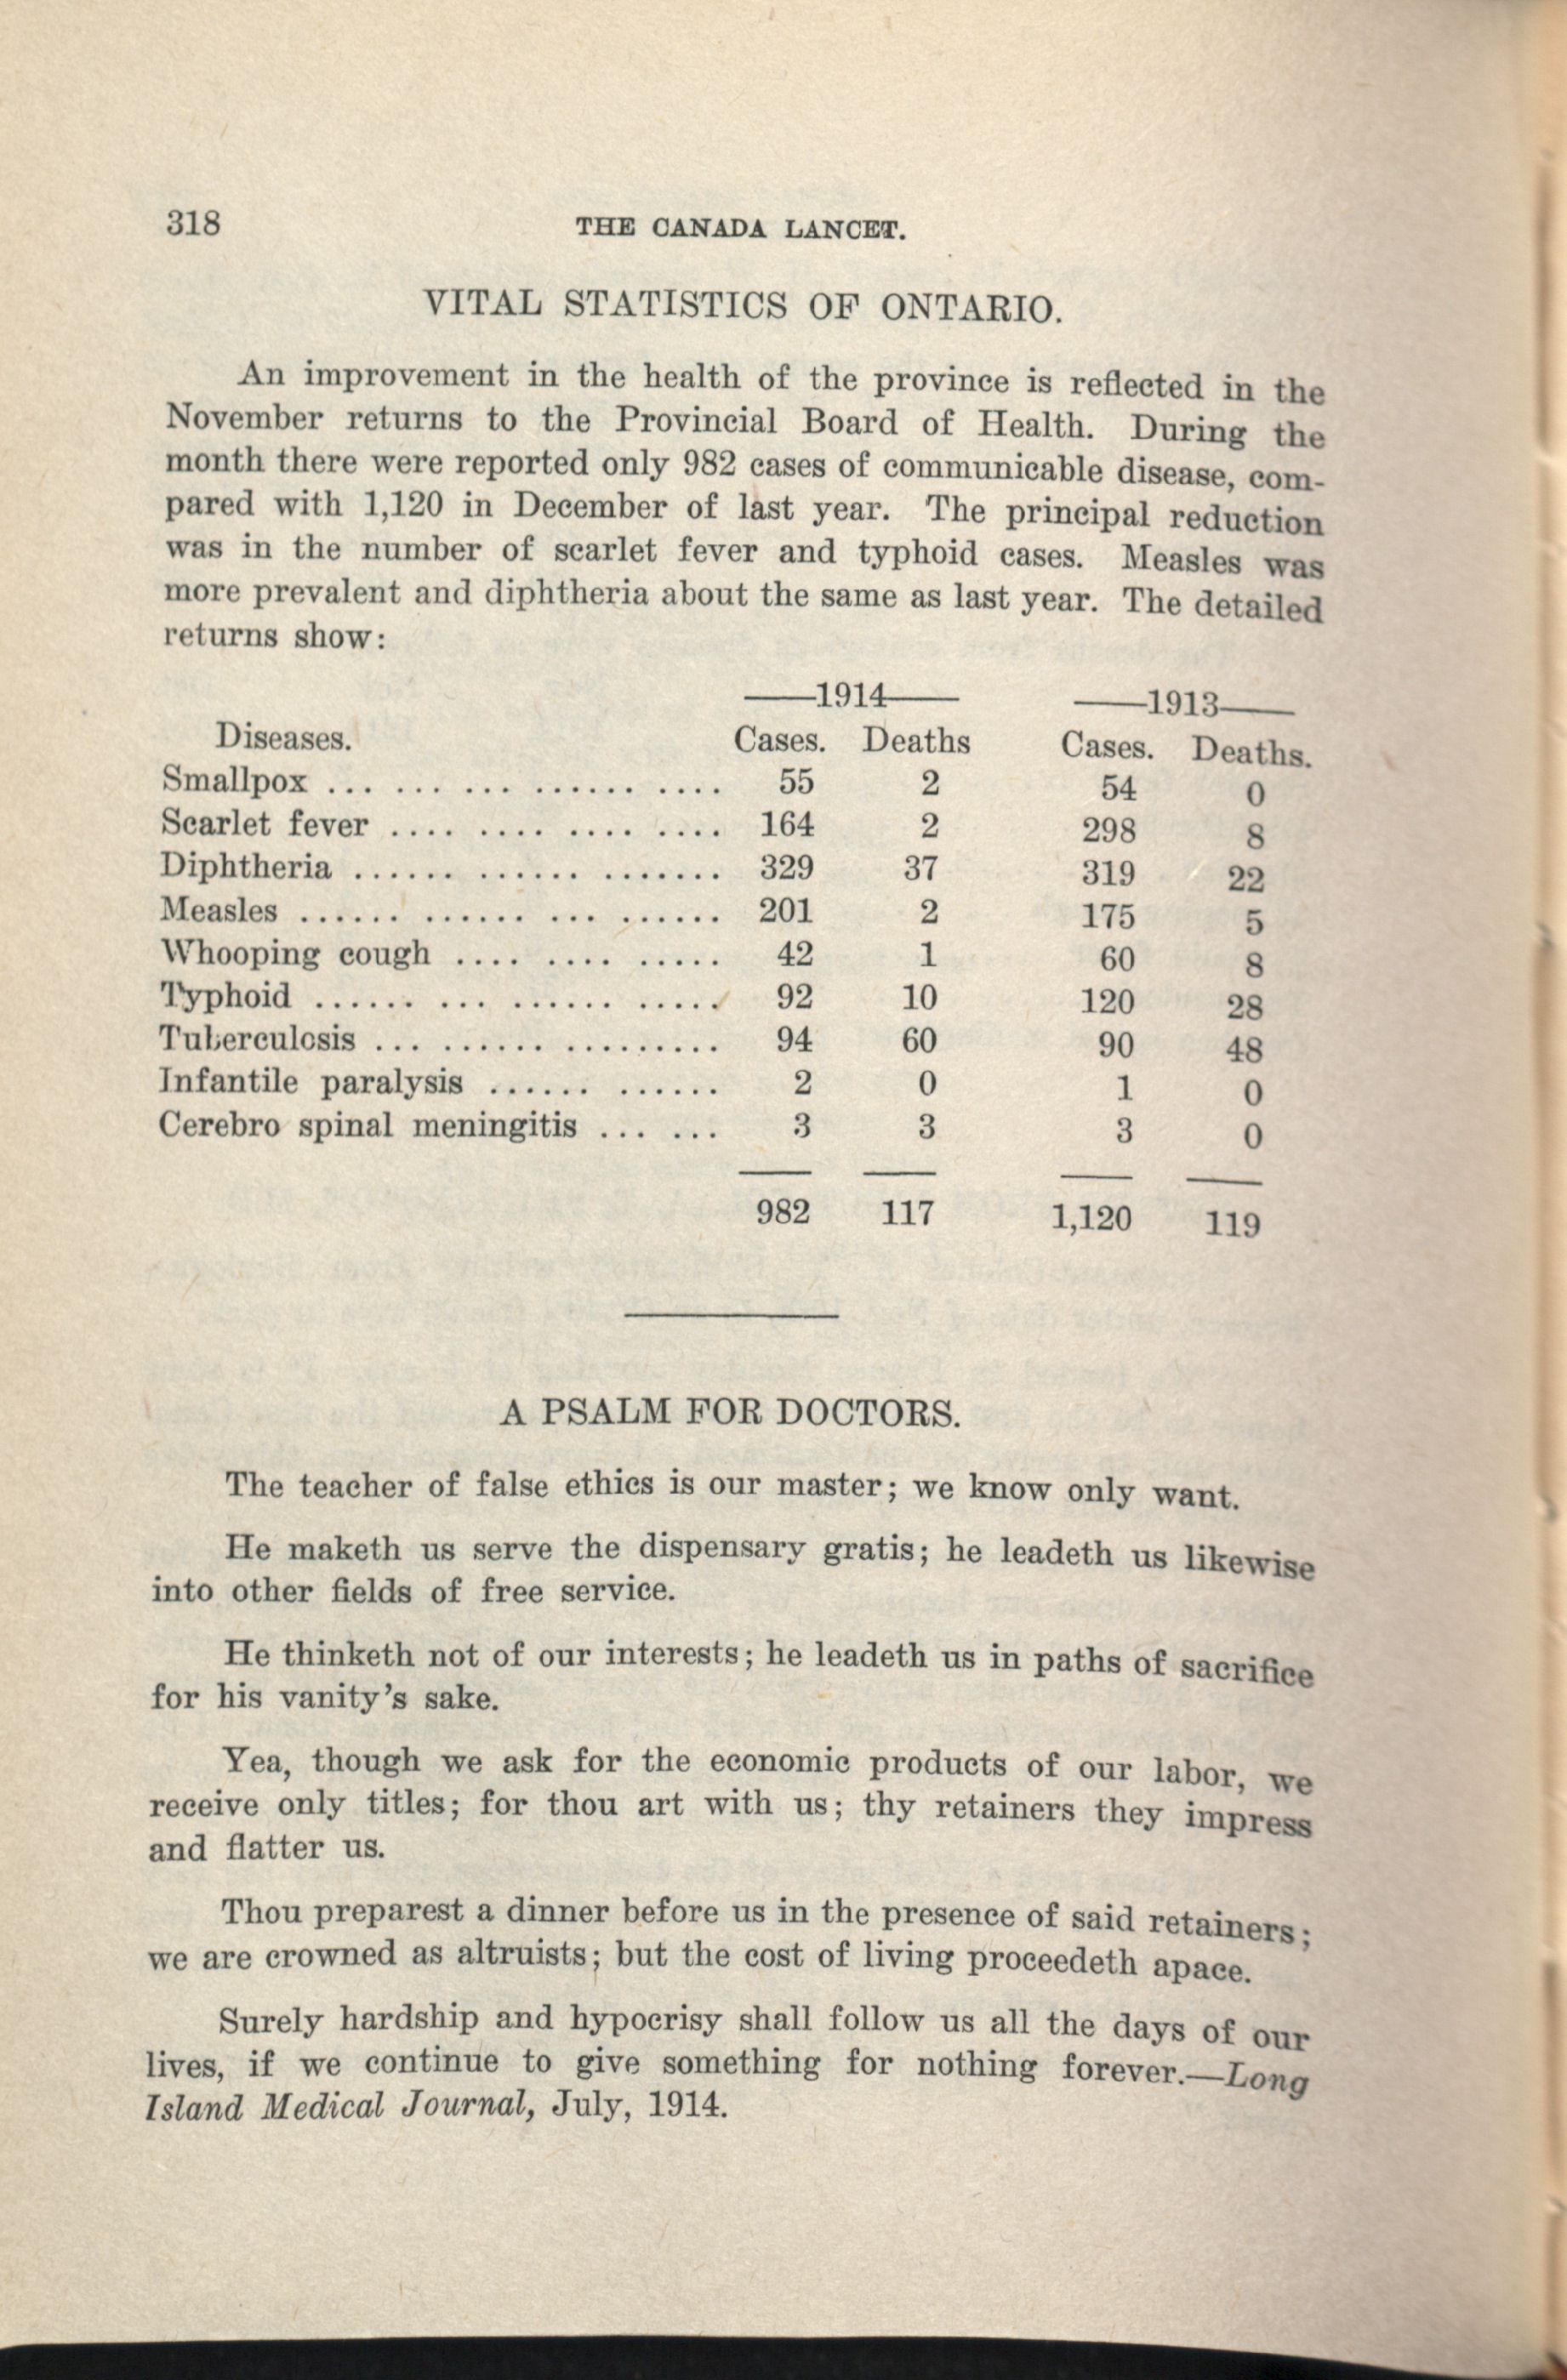 318 THE CANADA LANCET.
VITAL STATISTICS OF ONTARIO.
An improvement in the health of the province is reflected in the
November returns to the Provincial Board of Health. During the
month there were reported only 982 cases of communicable disease, com-
pared with 1,120 in December of last year. The principal reduction
was in the number of scarlet fever and typhoid cases. Measles was
more prevalent and diphtheria about the same as last year. The detailed
returns show:
——1914—— ——1913——
Diseases. Cases. Deaths Cases. Deaths.
Smallpox ... ... ... ...... .... 55 2 54 0
Scarlet fever .... .... .... .... 164 2 298 8
Diphtheria ...... ...... ....... 329 37 319 22
Measles ...... ...... ... ...... 201 2 175 5
Whooping cough .... .... ..... 42 1 60 8
Typhoid ...... ... ...... ..... 92 10 120 28
Tuberculosis ... ...... ......... 94 60 90 48
Infantile paralysis ...... ...... 2 0 1 0
Cerebro spinal meningitis ... ... 3 3 3 0
982 117 1,120 119
A PSALM FOR DOCTORS.
The teacher of false ethics is our master; we know only want.
He maketh us serve the dispensary gratis; he leadeth us likewise
into other fields of free service.
He thinketh not of our interests; he leadeth us in paths of sacrifice
for his vanity's sake.
Yea, though we ask for the economic products of our labor, we
receive only titles; for thou art with us; thy retainers they impress
and flatter us.
Thou preparest a dinner before us in the presence of said retainers;
we are crowned as altruists; but the cost of living proceedeth apace.
Surely hardship and hypocrisy shall follow us all the days of our
lives, if we continue to give something for nothing forever.—Long
Island Medical Journal, July, 1914.